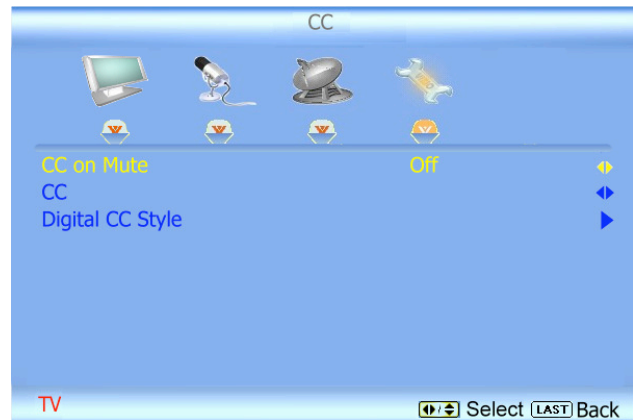 CC
CC on Mute Off
CC
Digital CC Style
TV
Select LAST Back